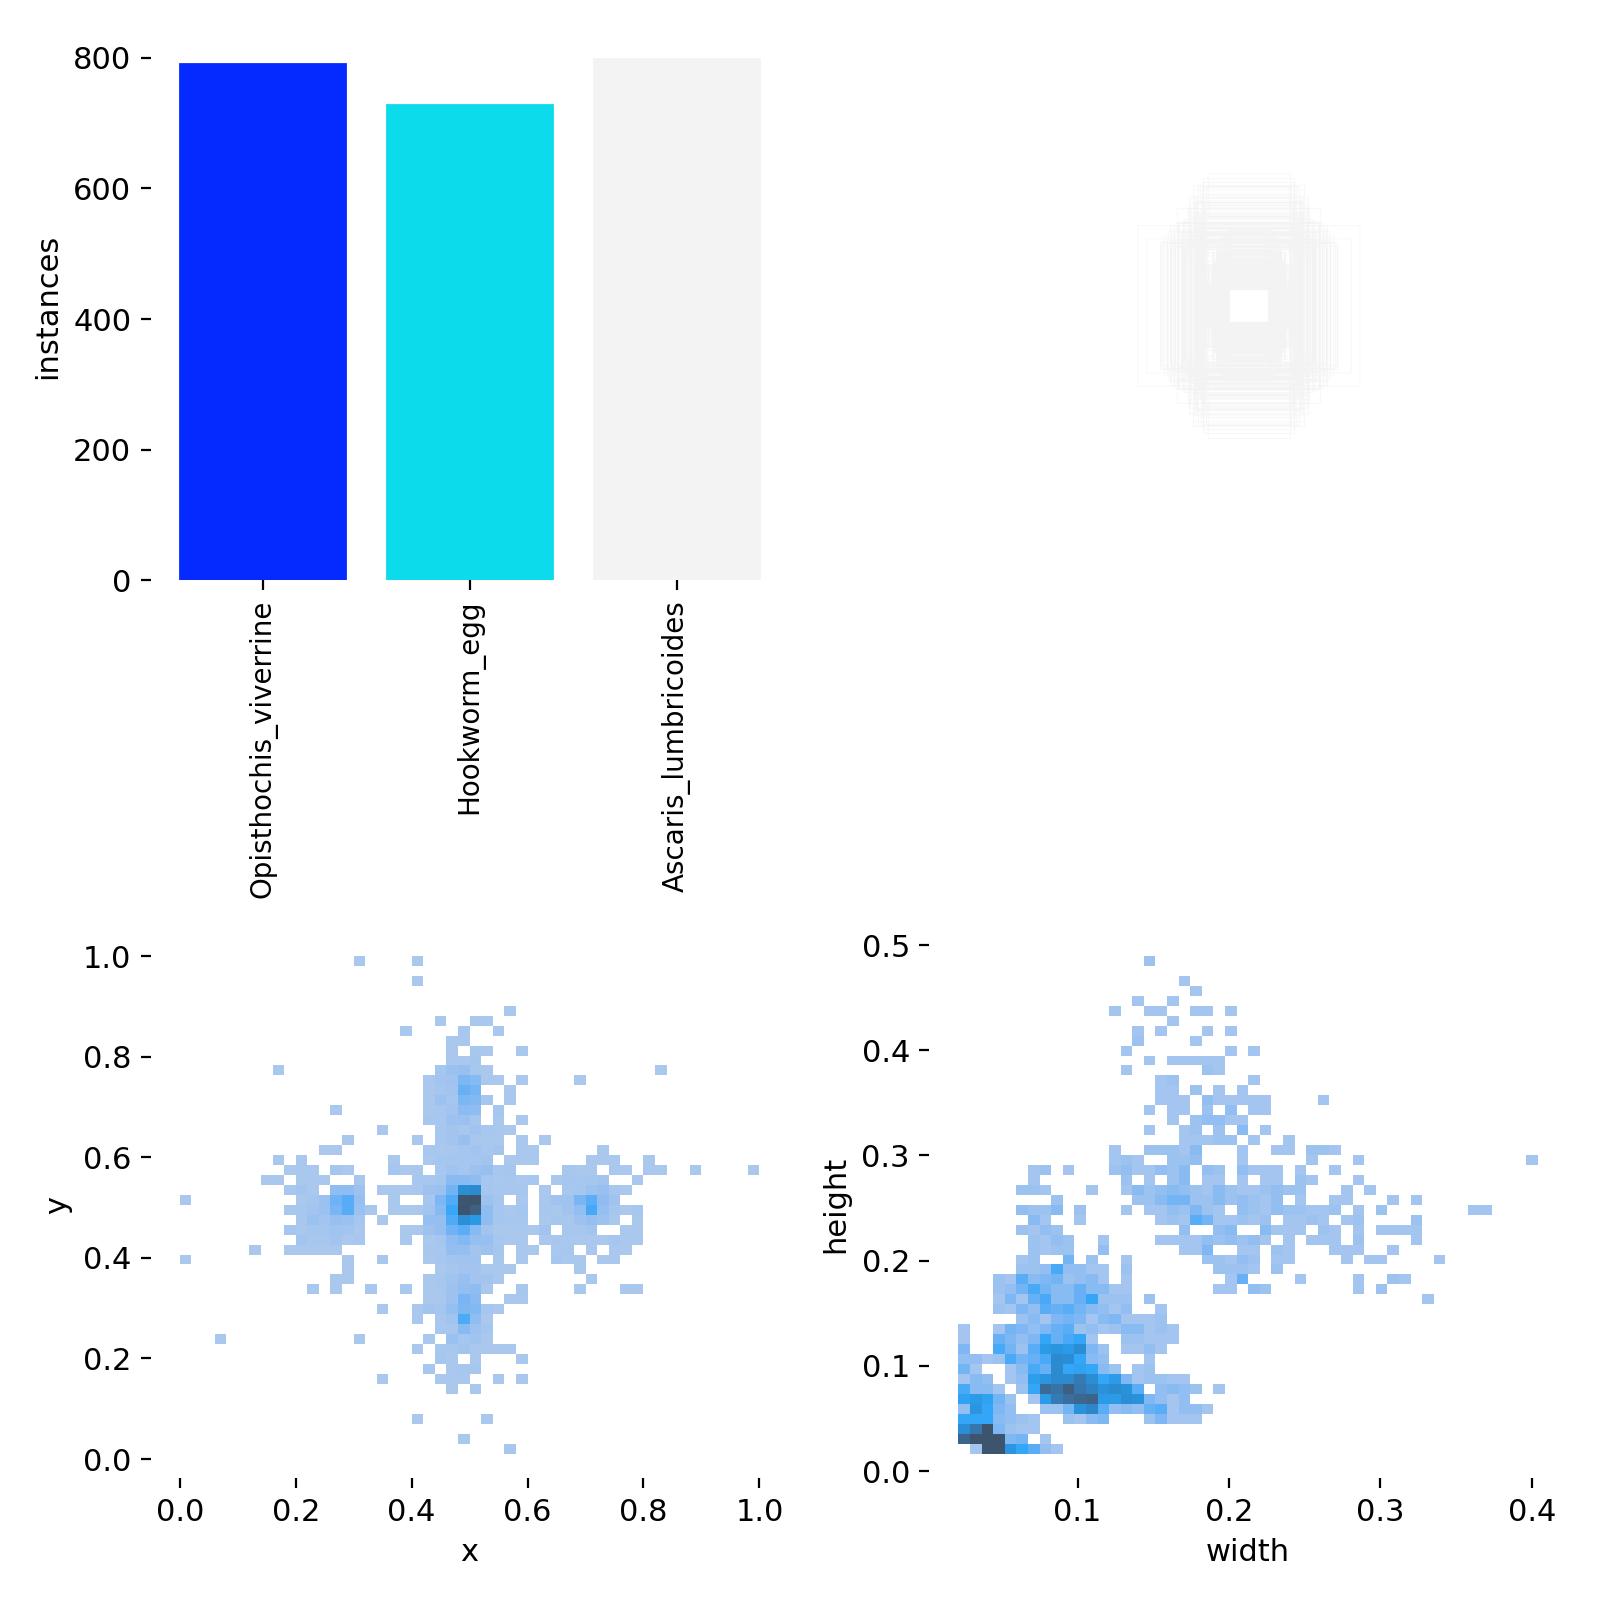 800
600
400
200
0
instances
Opisthochis_viverrine
Hookworm_egg
Ascaris_lumbricoides
1.0
0.8
0.6
0.4
0.2
0.0
y
0.0 0.2 0.4 0.6 0.8 1.0
x
0.5
0.4
0.3
0.2
0.1
0.0
height
0.1 0.2 0.3 0.4
width